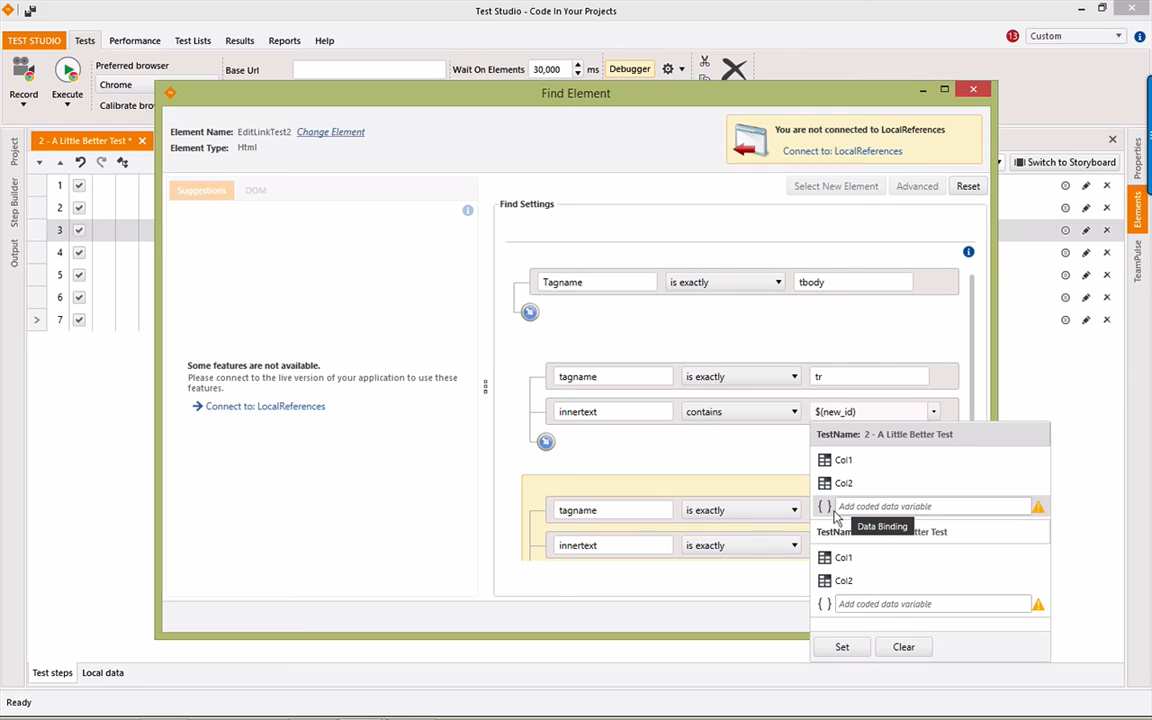 Test Studio - Code In Your Projects
TEST STUDIO Tests Performance Test Lists Results Reports Help
13 Custom
Record
Execute
Preferred browser
Chrome
Base Url
Wait On Elements 30,000 ms
Debugger
Find Element
2 - A Little Better Test *
Switch to Storyboard
Project
Step Builder
Output
Properties
Elements
TeamPulse
1
2
3
4
5
6
7
Element Name: EditLinkTest2 Change Element
Element Type: Html
You are not connected to LocalReferences
Connect to: LocalReferences
Suggestions DOM
Select New Element Advanced Reset
Find Settings
Tagname is exactly tbody
tagname is exactly tr
innertext contains $(new_id)
tagname is exactly
innertext is exactly
Some features are not available.
Please connect to the live version of your application to use these
features.
Connect to: LocalReferences
TestName: 2 - A Little Better Test
Col1
Col2
{ } Add coded data variable
Data Binding
Col1
Col2
{ } Add coded data variable
Set Clear
Test steps Local data
Ready